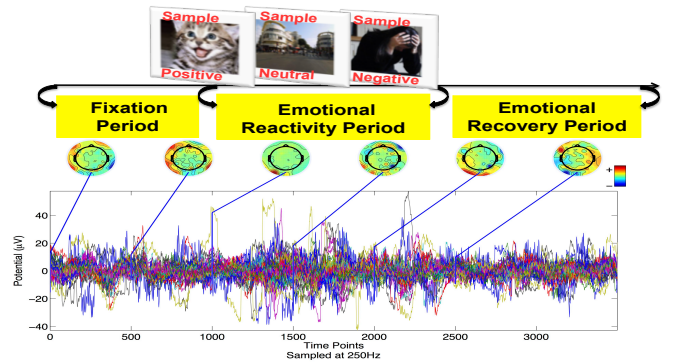 Sample
Positive
Sample
Neutral
Sample
Negative
Fixation
Period
Emotional
Reactivity Period
Emotional
Recovery Period
+
−
Potential (μV)
40
20
0
−20
−40
0
500
1000
1500
2000
2500
3000
Time Points
Sampled at 250Hz